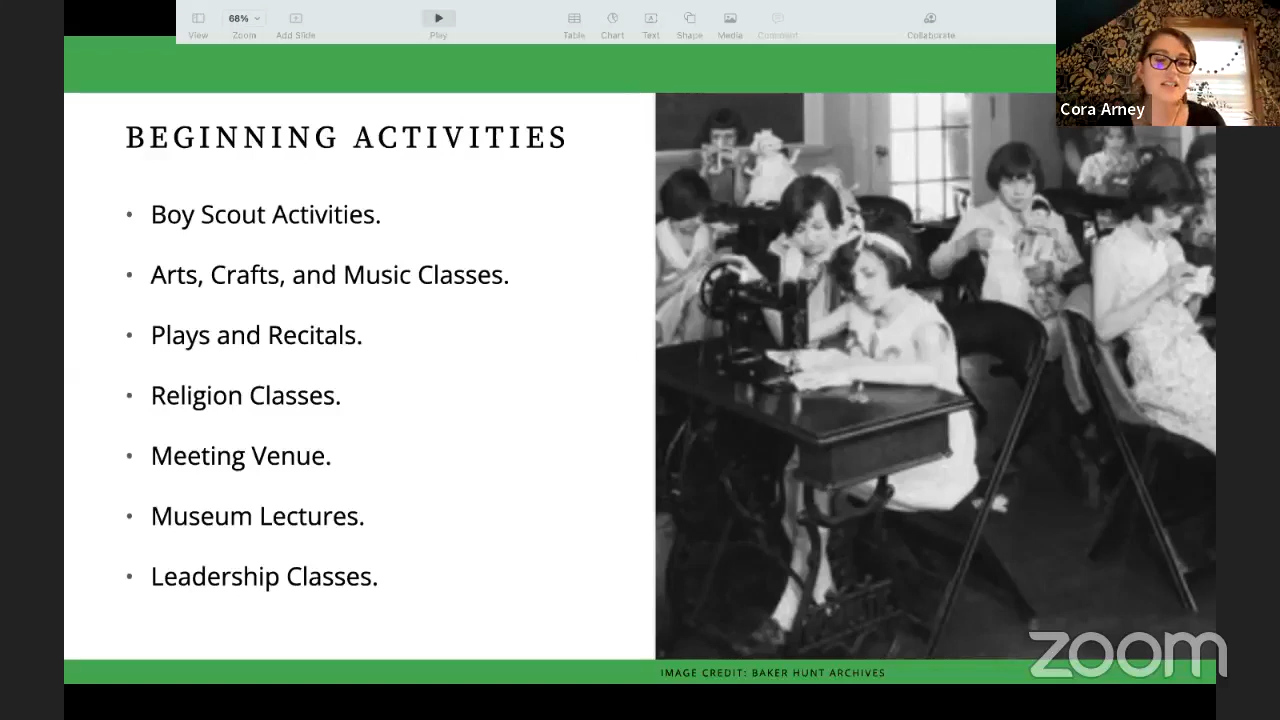 68%
View
Zoom
Add Slide
Play
Table
Chart
Text
Shape
Media
Comment
Collaborate
Cora Arney
BEGINNING ACTIVITIES
• Boy Scout Activities.
• Arts, Crafts, and Music Classes.
• Plays and Recitals.
• Religion Classes.
• Meeting Venue.
• Museum Lectures.
• Leadership Classes.
zoom
IMAGE CREDIT: BAKER HUNT ARCHIVES